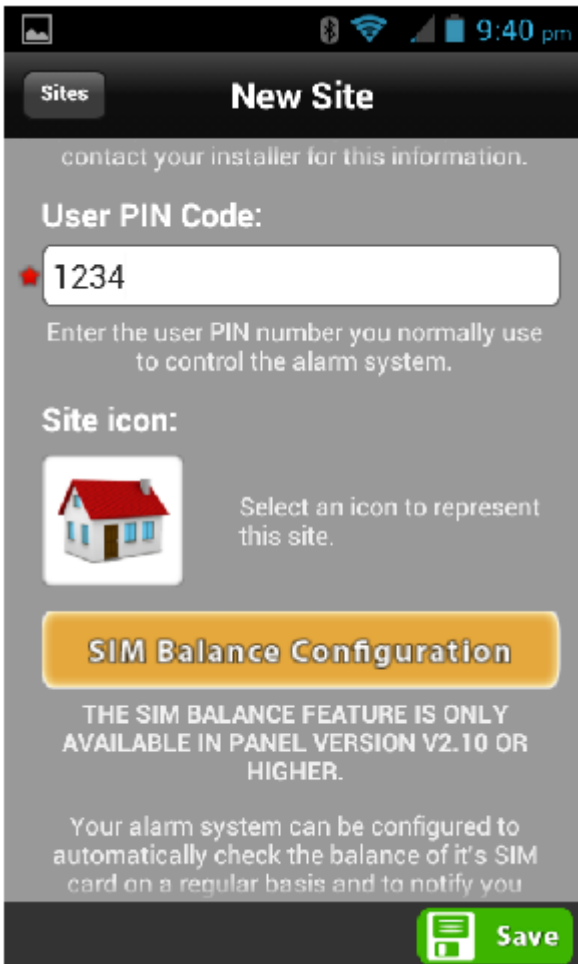 9:40 pm
Sites
New Site
contact your installer for this information.
User PIN Code:
1234
Enter the user PIN number you normally use
to control the alarm system.
Site icon:
Select an icon to represent
this site.
SIM Balance Configuration
THE SIM BALANCE FEATURE IS ONLY
AVAILABLE IN PANEL VERSION V2.10 OR
HIGHER.
Your alarm system can be configured to
automatically check the balance of it's SIM
card on a regular basis and to notify you
Save